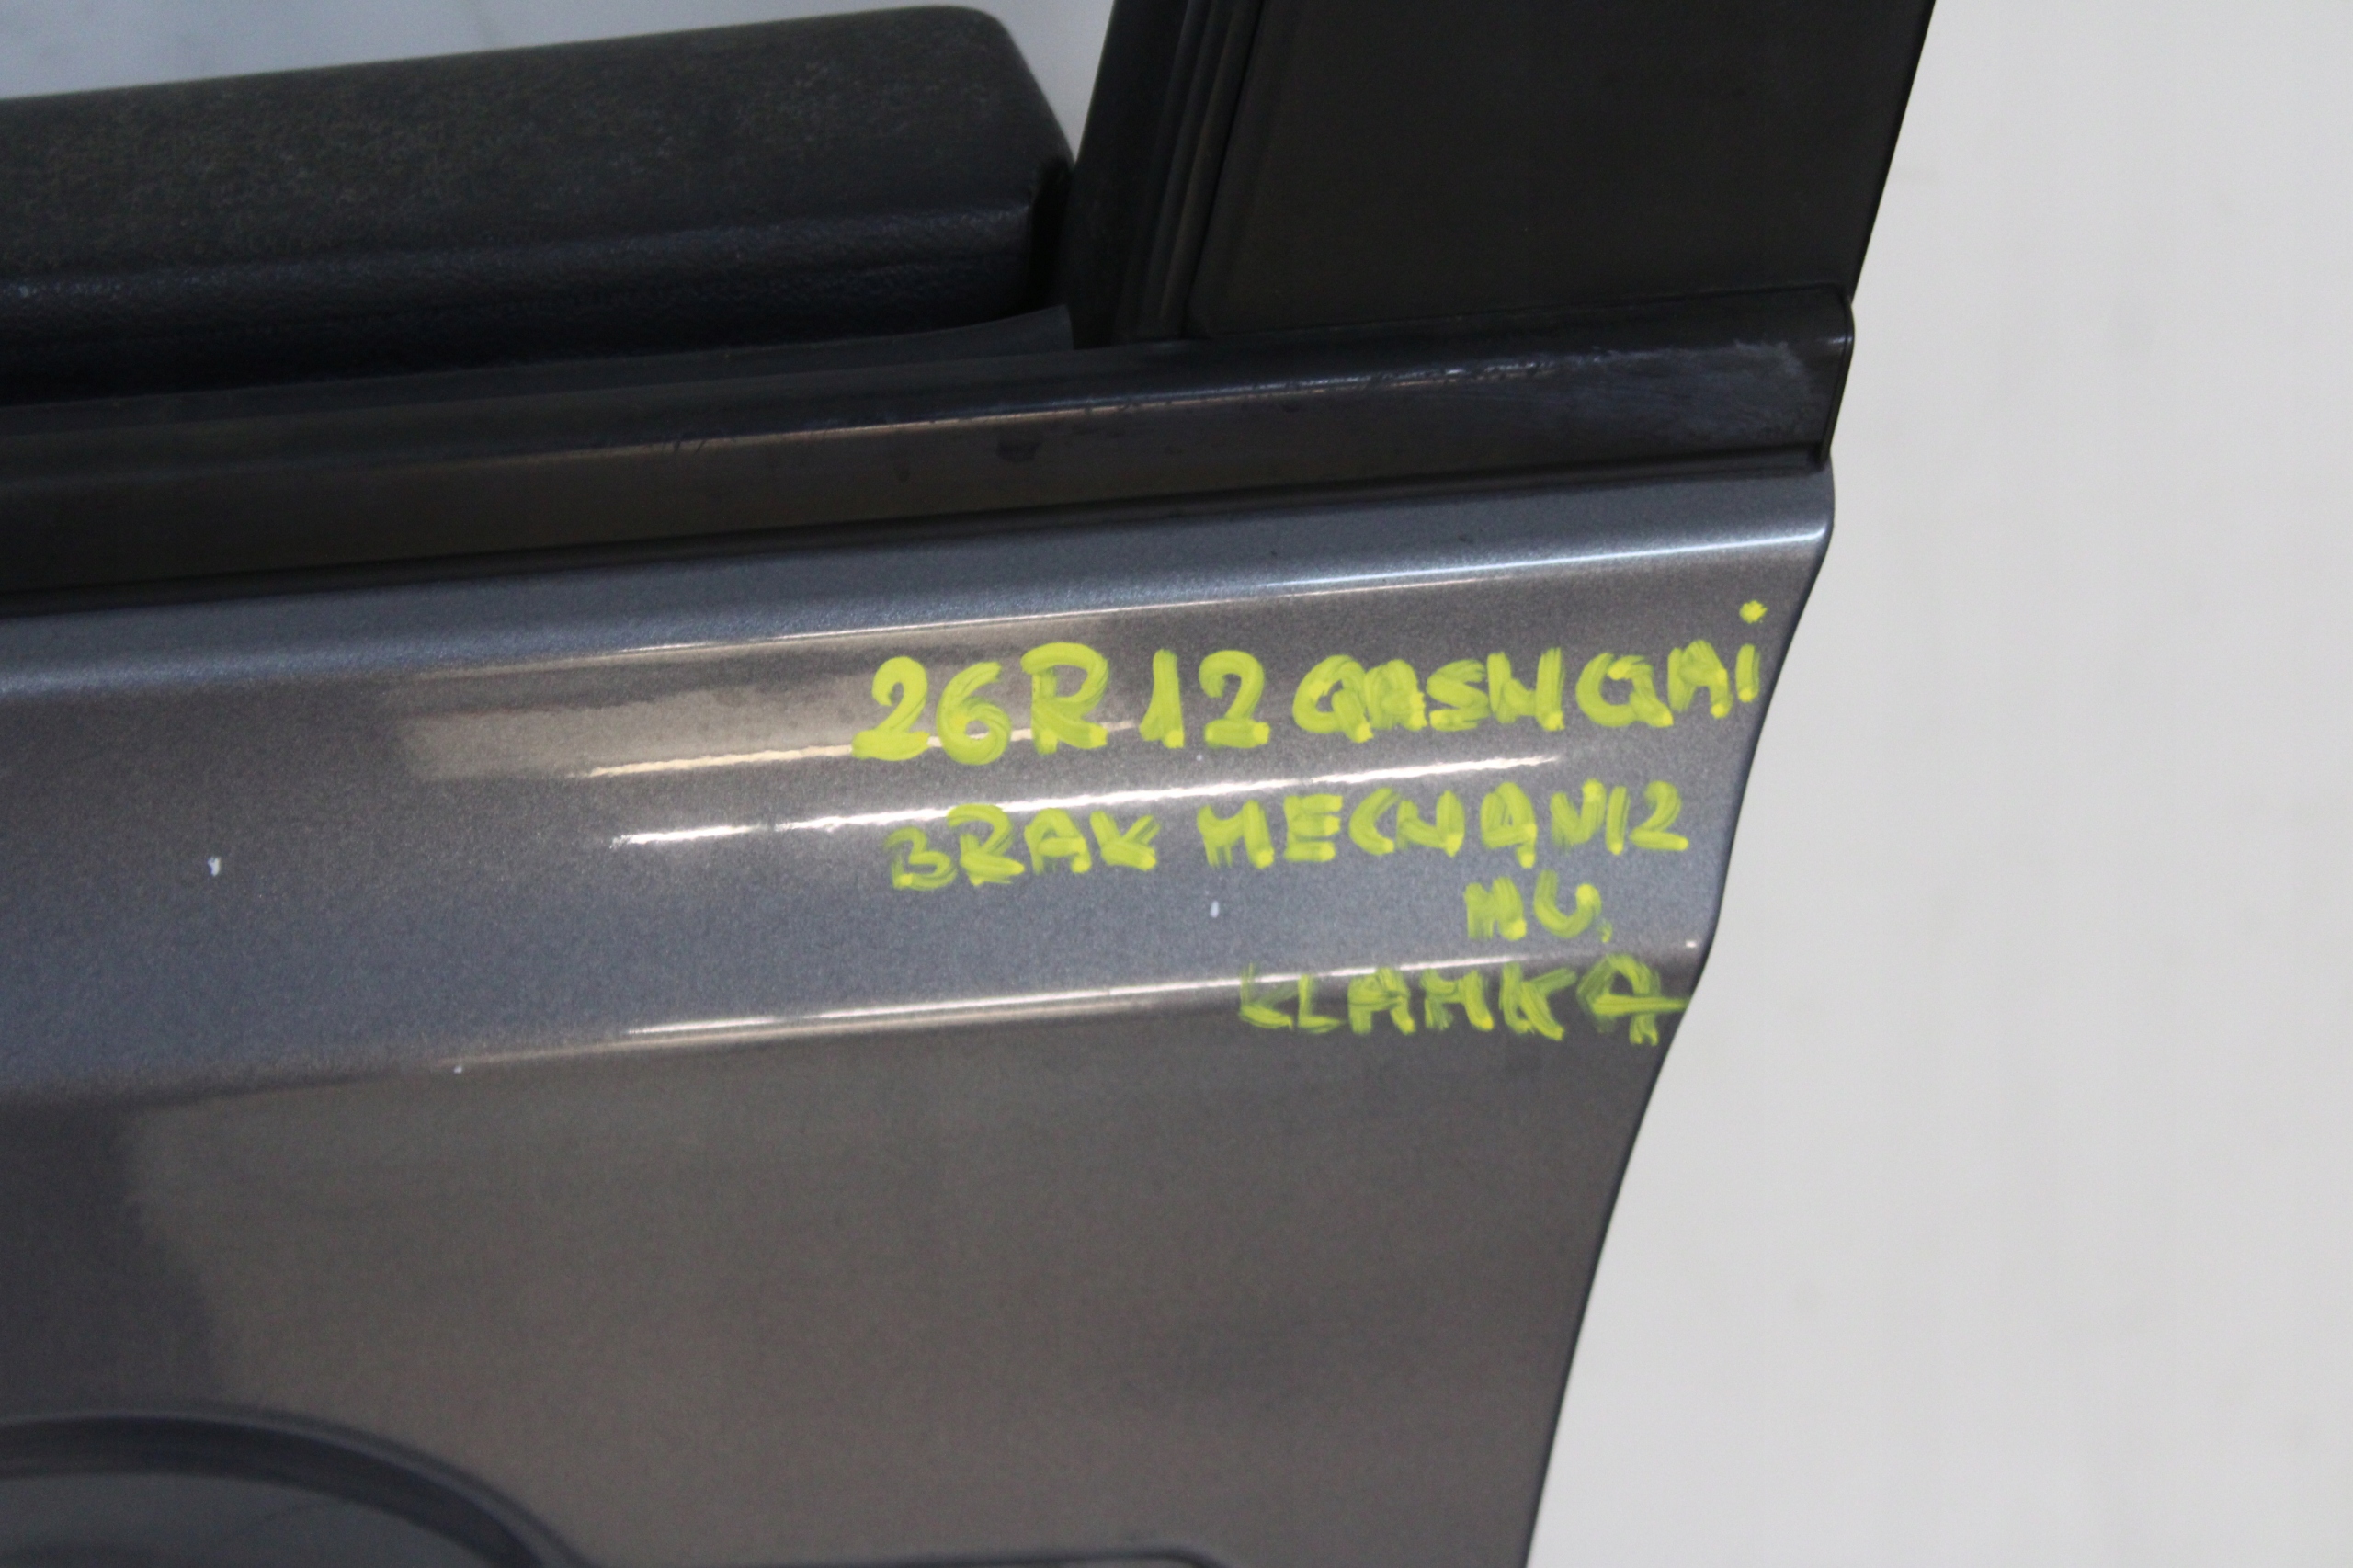 26R12 QASHQAi
BRAK MECHANIZ
MU,
KLAMKA